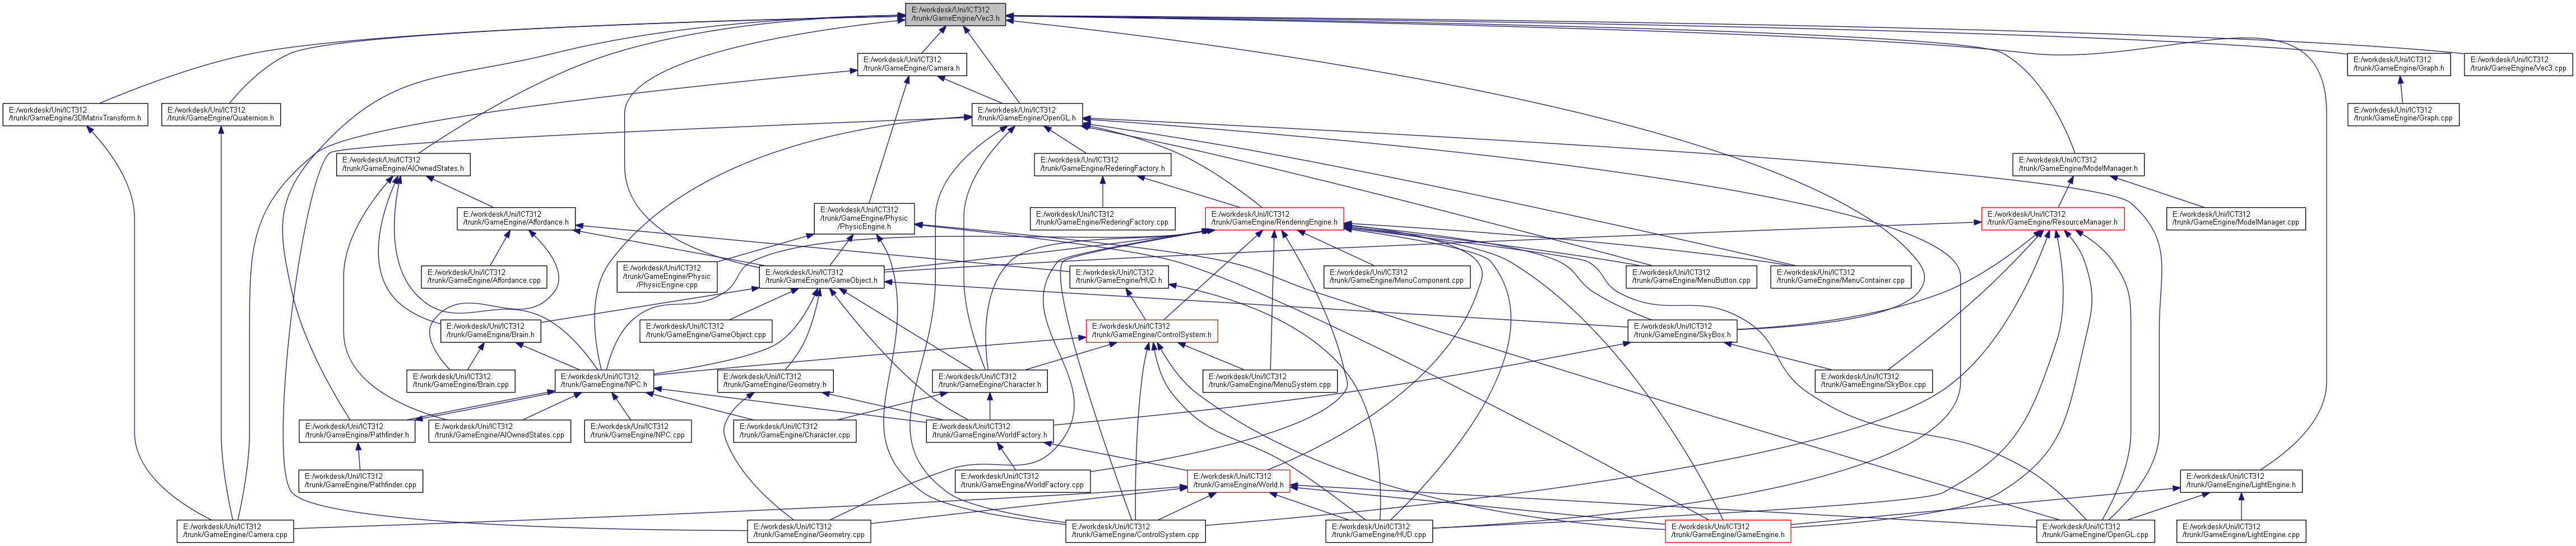 E:/workdesk/Uni/ICT312
/trunk/GameEngine/Vec3.h
E:/workdesk/Uni/ICT312
/trunk/GameEngine/Camera.h
E:/workdesk/Uni/ICT312
/trunk/GameEngine/Graph.h
E:/workdesk/Uni/ICT312
/trunk/GameEngine/Vec3.cpp
E:/workdesk/Uni/ICT312
/trunk/GameEngine/3DMatrixTransform.h
E:/workdesk/Uni/ICT312
/trunk/GameEngine/Quaternion.h
E:/workdesk/Uni/ICT312
/trunk/GameEngine/OpenGL.h
E:/workdesk/Uni/ICT312
/trunk/GameEngine/Graph.cpp
E:/workdesk/Uni/ICT312
/trunk/GameEngine/AIOwnedStates.h
E:/workdesk/Uni/ICT312
/trunk/GameEngine/RederingFactory.h
E:/workdesk/Uni/ICT312
/trunk/GameEngine/ModelManager.h
E:/workdesk/Uni/ICT312
/trunk/GameEngine/Affordance.h
E:/workdesk/Uni/ICT312
/trunk/GameEngine/Physic
/PhysicEngine.h
E:/workdesk/Uni/ICT312
/trunk/GameEngine/RederingFactory.cpp
E:/workdesk/Uni/ICT312
/trunk/GameEngine/RenderingEngine.h
E:/workdesk/Uni/ICT312
/trunk/GameEngine/ResourceManager.h
E:/workdesk/Uni/ICT312
/trunk/GameEngine/ModelManager.cpp
E:/workdesk/Uni/ICT312
/trunk/GameEngine/Affordance.cpp
E:/workdesk/Uni/ICT312
/trunk/GameEngine/Physic
/PhysicEngine.cpp
E:/workdesk/Uni/ICT312
/trunk/GameEngine/GameObject.h
E:/workdesk/Uni/ICT312
/trunk/GameEngine/HUD.h
E:/workdesk/Uni/ICT312
/trunk/GameEngine/MenuComponent.cpp
E:/workdesk/Uni/ICT312
/trunk/GameEngine/MenuButton.cpp
E:/workdesk/Uni/ICT312
/trunk/GameEngine/MenuContainer.cpp
E:/workdesk/Uni/ICT312
/trunk/GameEngine/Brain.h
E:/workdesk/Uni/ICT312
/trunk/GameEngine/GameObject.cpp
E:/workdesk/Uni/ICT312
/trunk/GameEngine/ControlSystem.h
E:/workdesk/Uni/ICT312
/trunk/GameEngine/SkyBox.h
E:/workdesk/Uni/ICT312
/trunk/GameEngine/Brain.cpp
E:/workdesk/Uni/ICT312
/trunk/GameEngine/NPC.h
E:/workdesk/Uni/ICT312
/trunk/GameEngine/Geometry.h
E:/workdesk/Uni/ICT312
/trunk/GameEngine/Character.h
E:/workdesk/Uni/ICT312
/trunk/GameEngine/MenuSystem.cpp
E:/workdesk/Uni/ICT312
/trunk/GameEngine/SkyBox.cpp
E:/workdesk/Uni/ICT312
/trunk/GameEngine/Pathfinder.h
E:/workdesk/Uni/ICT312
/trunk/GameEngine/AIOwnedStates.cpp
E:/workdesk/Uni/ICT312
/trunk/GameEngine/NPC.cpp
E:/workdesk/Uni/ICT312
/trunk/GameEngine/Character.cpp
E:/workdesk/Uni/ICT312
/trunk/GameEngine/WorldFactory.h
E:/workdesk/Uni/ICT312
/trunk/GameEngine/Pathfinder.cpp
E:/workdesk/Uni/ICT312
/trunk/GameEngine/WorldFactory.cpp
E:/workdesk/Uni/ICT312
/trunk/GameEngine/World.h
E:/workdesk/Uni/ICT312
/trunk/GameEngine/LightEngine.h
E:/workdesk/Uni/ICT312
/trunk/GameEngine/Camera.cpp
E:/workdesk/Uni/ICT312
/trunk/GameEngine/Geometry.cpp
E:/workdesk/Uni/ICT312
/trunk/GameEngine/ControlSystem.cpp
E:/workdesk/Uni/ICT312
/trunk/GameEngine/HUD.cpp
E:/workdesk/Uni/ICT312
/trunk/GameEngine/GameEngine.h
E:/workdesk/Uni/ICT312
/trunk/GameEngine/OpenGL.cpp
E:/workdesk/Uni/ICT312
/trunk/GameEngine/LightEngine.cpp